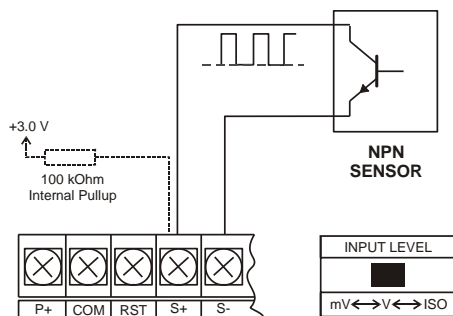 +3.0 V
100 kOhm
Internal Pullup
NPN
SENSOR
P+ COM RST S+ S-
INPUT LEVEL
mV↔V↔ISO